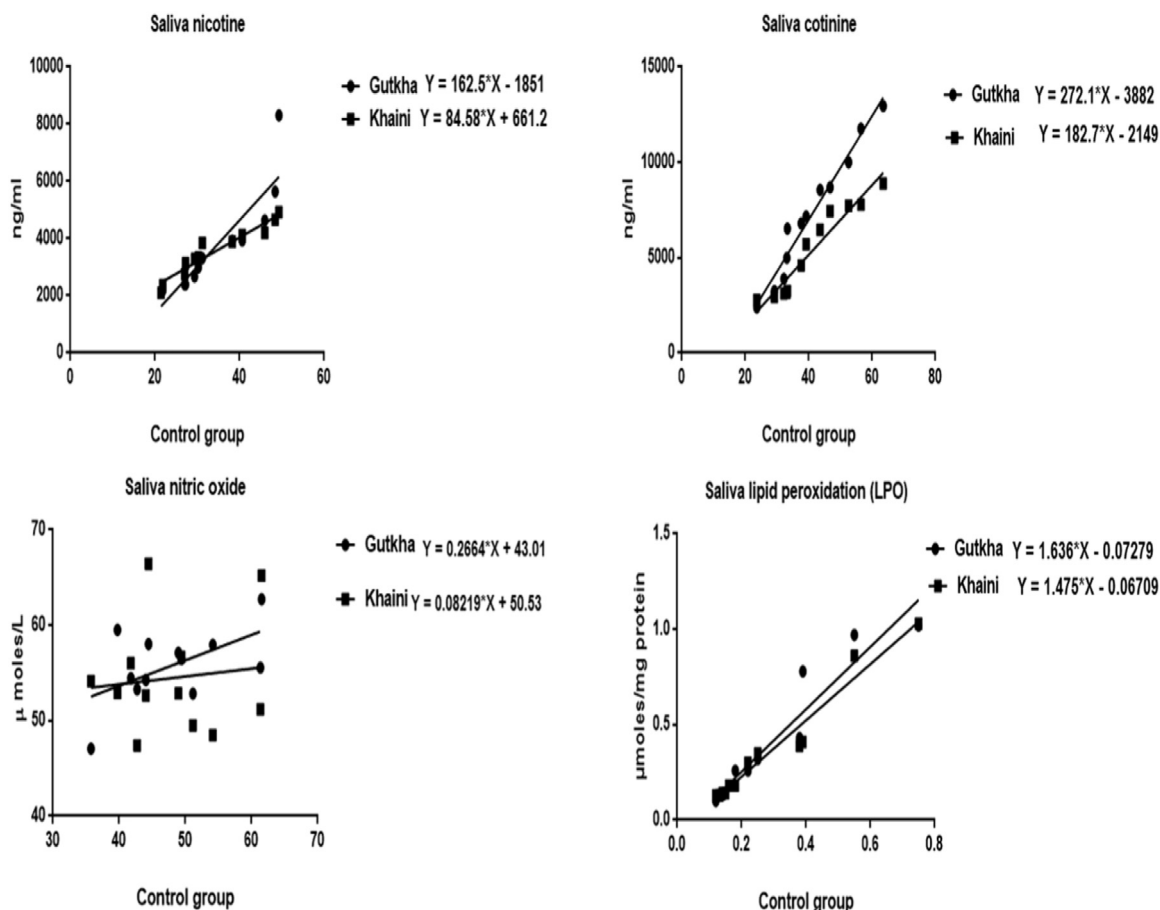 Saliva nicotine
10000
8000
6000
4000
2000
0
ng/ml
0 20 40 60
Control group
Gutkha Y = 162.5*X - 1851
Khaini Y = 84.58*X + 661.2
Saliva cotinine
15000
10000
5000
0
ng/ml
0 20 40 60 80
Control group
Gutkha Y = 272.1*X - 3882
Khaini Y = 182.7*X - 2149
Saliva nitric oxide
70
60
50
40
µ moles/L
30 40 50 60 70
Control group
Gutkha Y = 0.2664*X + 43.01
Khaini Y = 0.08219*X + 50.53
Saliva lipid peroxidation (LPO)
1.5
1.0
0.5
0.0
µmoles/mg protein
0.0 0.2 0.4 0.6 0.8
Control group
Gutkha Y = 1.636*X - 0.07279
Khaini Y = 1.475*X - 0.06709